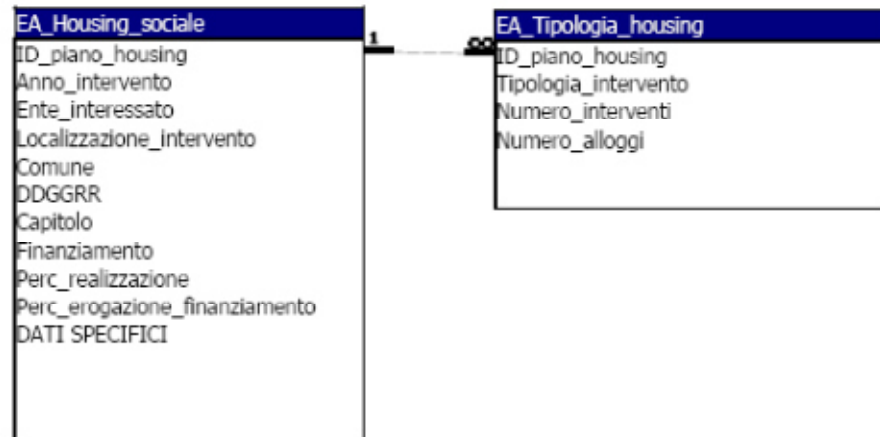 EA_Housing_sociale
ID_piano_housing
Anno_intervento
Ente_interessato
Localizzazione_intervento
Comune
DDGGRR
Capitolo
Finanziamento
Perc_realizzazione
Perc_erogazione_finanziamento
DATI SPECIFICI
1
∞
EA_Tipologia_housing
ID_piano_housing
Tipologia_intervento
Numero_interventi
Numero_alloggi